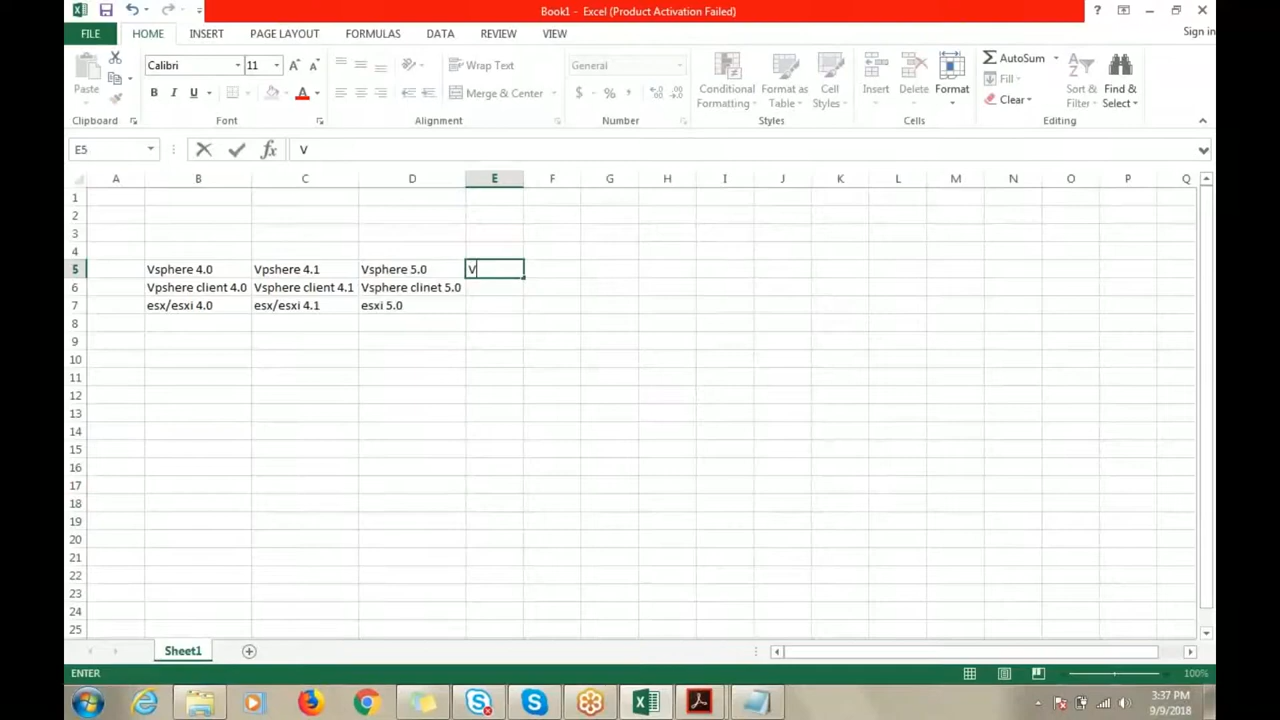 Book1 - Excel (Product Activation Failed)
FILE HOME INSERT PAGE LAYOUT FORMULAS DATA REVIEW VIEW Sign in
Paste
Clipboard
Calibri 11
B I U
Font
Wrap Text
Merge & Center
Alignment
General
$ % ,
Number
Conditional Formatting
Format as Table
Cell Styles
Styles
Insert Delete Format
Cells
AutoSum
Fill
Clear
Sort & Filter
Find & Select
Editing
E5 fx V
A B C D E F G H I J K L M N O P Q
1
2
3
4
5 Vsphere 4.0 Vpshere 4.1 Vsphere 5.0 V
6 Vpshere client 4.0 Vsphere client 4.1 Vsphere clinet 5.0
7 esx/esxi 4.0 esx/esxi 4.1 esxi 5.0
8
9
10
11
12
13
14
15
16
17
18
19
20
21
22
23
24
25
Sheet1
ENTER 100%
3:37 PM
9/9/2018